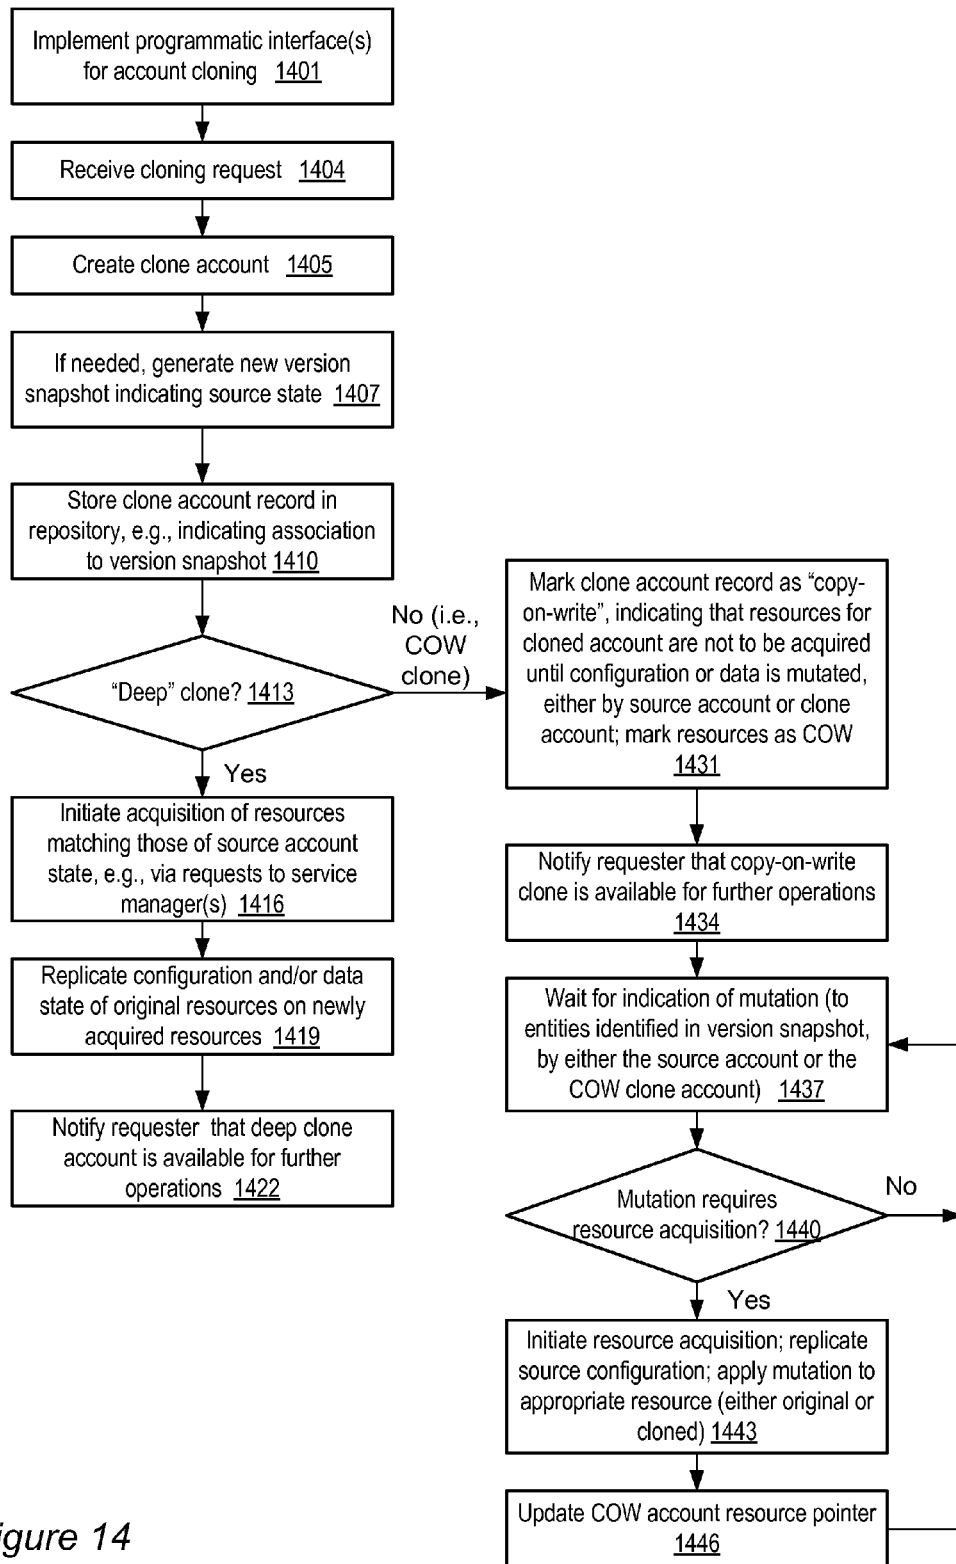 Implement programmatic interface(s)
for account cloning 1401
Receive cloning request 1404
Create clone account 1405
If needed, generate new version
snapshot indicating source state 1407
Store clone account record in
repository, e.g., indicating association
to version snapshot 1410
"Deep" clone? 1413
No (i.e.,
COW
clone)
Yes
Initiate acquisition of resources
matching those of source account
state, e.g., via requests to service
manager(s) 1416
Replicate configuration and/or data
state of original resources on newly
acquired resources 1419
Notify requester that deep clone
account is available for further
operations 1422
Mark clone account record as “copy-
on-write”, indicating that resources for
cloned account are not to be acquired
until configuration or data is mutated,
either by source account or clone
account; mark resources as COW
1431
Notify requester that copy-on-write
clone is available for further operations
1434
Wait for indication of mutation (to
entities identified in version snapshot,
by either the source account or the
COW clone account) 1437
Mutation requires
resource acquisition? 1440
No
Yes
Initiate resource acquisition; replicate
source configuration; apply mutation to
appropriate resource (either original or
cloned) 1443
Update COW account resource pointer
1446
igure 14